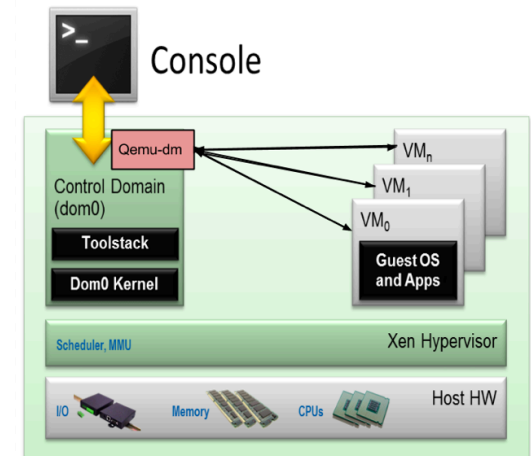 >_
Console
Qemu-dm
Control Domain
(dom0)
Toolstack
Dom0 Kernel
VMn
VM1
VM0
Guest OS
and Apps
Scheduler, MMU
Xen Hypervisor
Host HW
I/O
Memory
CPUs